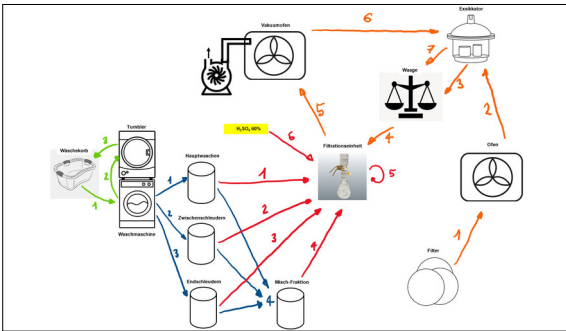 Vakuumofen
6
Exsikkator
7
Waage
3
Tumbler
5
4
2
H2SO4 60%
Filtrationseinheit
Ofen
Wäschekorb
3
Hauptwaschen
6
2
1
1
1
5
Waschmaschine
2
Zwischenschleudern
2
3
3
4
1
Filter
Endschleudern
Misch-Fraktion
4